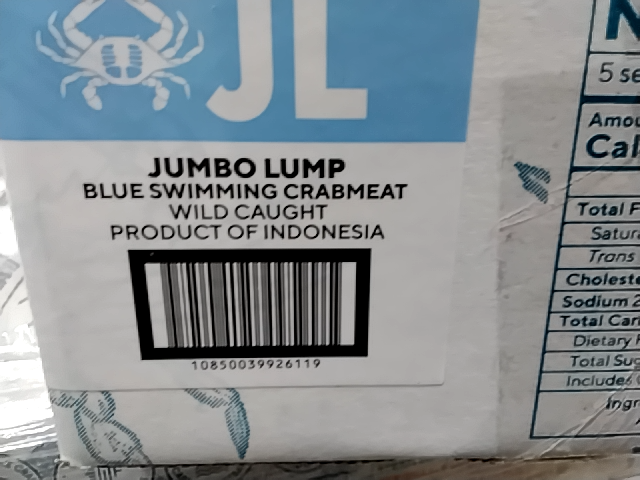 JL
JUMBO LUMP
BLUE SWIMMING CRABMEAT
WILD CAUGHT
PRODUCT OF INDONESIA
10850039926119
5 se
Amou
Cal
Total F
Satura
Trans
Choleste
Sodium 2
Total Car
Dietary
Total Sug
Includes
Ingr